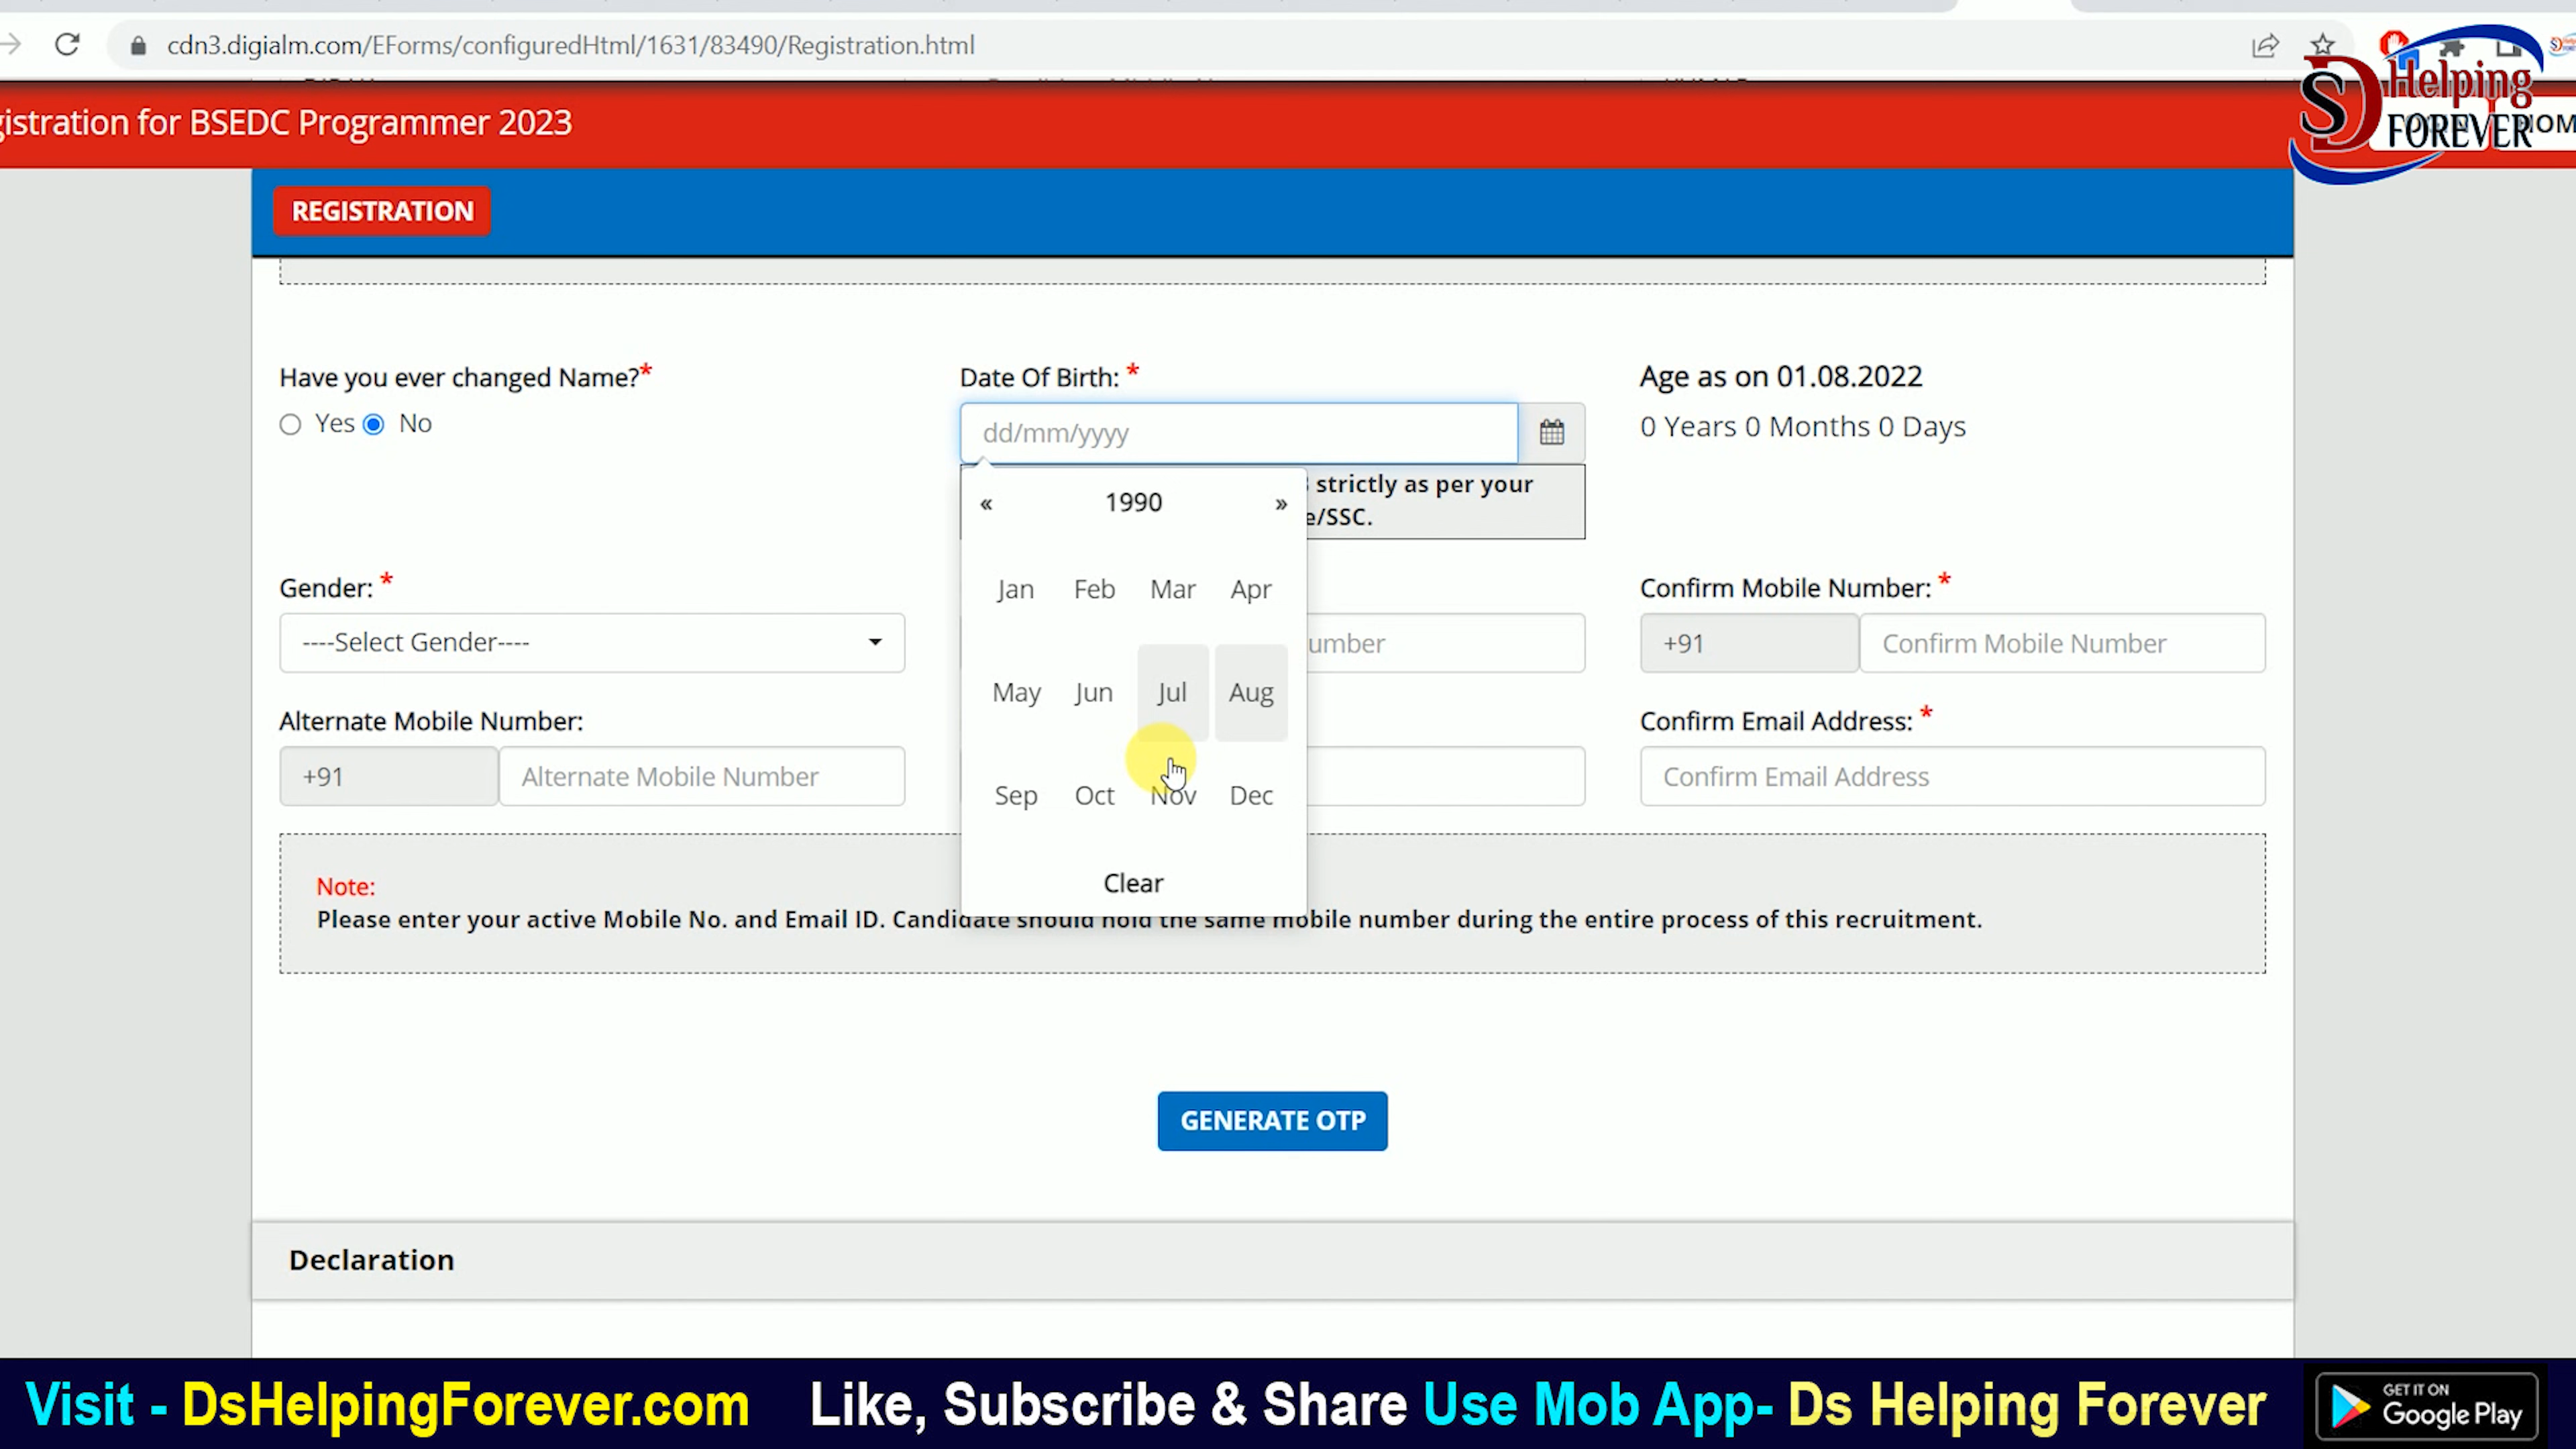 cdn3.digialm.com/EForms/configuredHtml/1631/83490/Registration.html
SD Helping
FOREVER
gistration for BSEDC Programmer 2023
REGISTRATION
Have you ever changed Name?*
Yes No
Date Of Birth: *
dd/mm/yyyy
Age as on 01.08.2022
0 Years 0 Months 0 Days
strictly as per your
e/SSC.
« 1990 »
Jan Feb Mar Apr
May Jun Jul Aug
Sep Oct Nov Dec
Clear
Gender: *
----Select Gender----
umber
Confirm Mobile Number: *
+91 Confirm Mobile Number
Alternate Mobile Number:
+91 Alternate Mobile Number
Confirm Email Address: *
Confirm Email Address
Note:
Please enter your active Mobile No. and Email ID. Candidate should hold the same mobile number during the entire process of this recruitment.
GENERATE OTP
Declaration
Visit - DsHelpingForever.com Like, Subscribe & Share Use Mob App- Ds Helping Forever
GET IT ON
Google Play